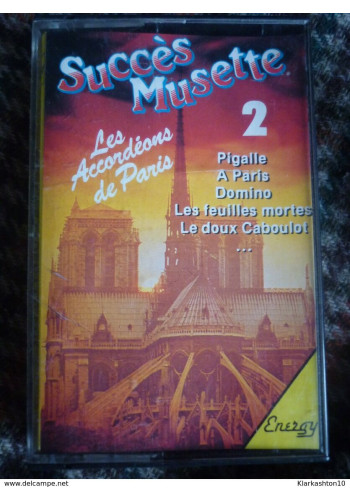 Succès
Musette
2
Les
Accordéons
de Paris
Pigalle
A Paris
Domino
Les feuilles mortes
Le doux Caboulot
...
Energy
www.delcampe.net
Klarkashton10